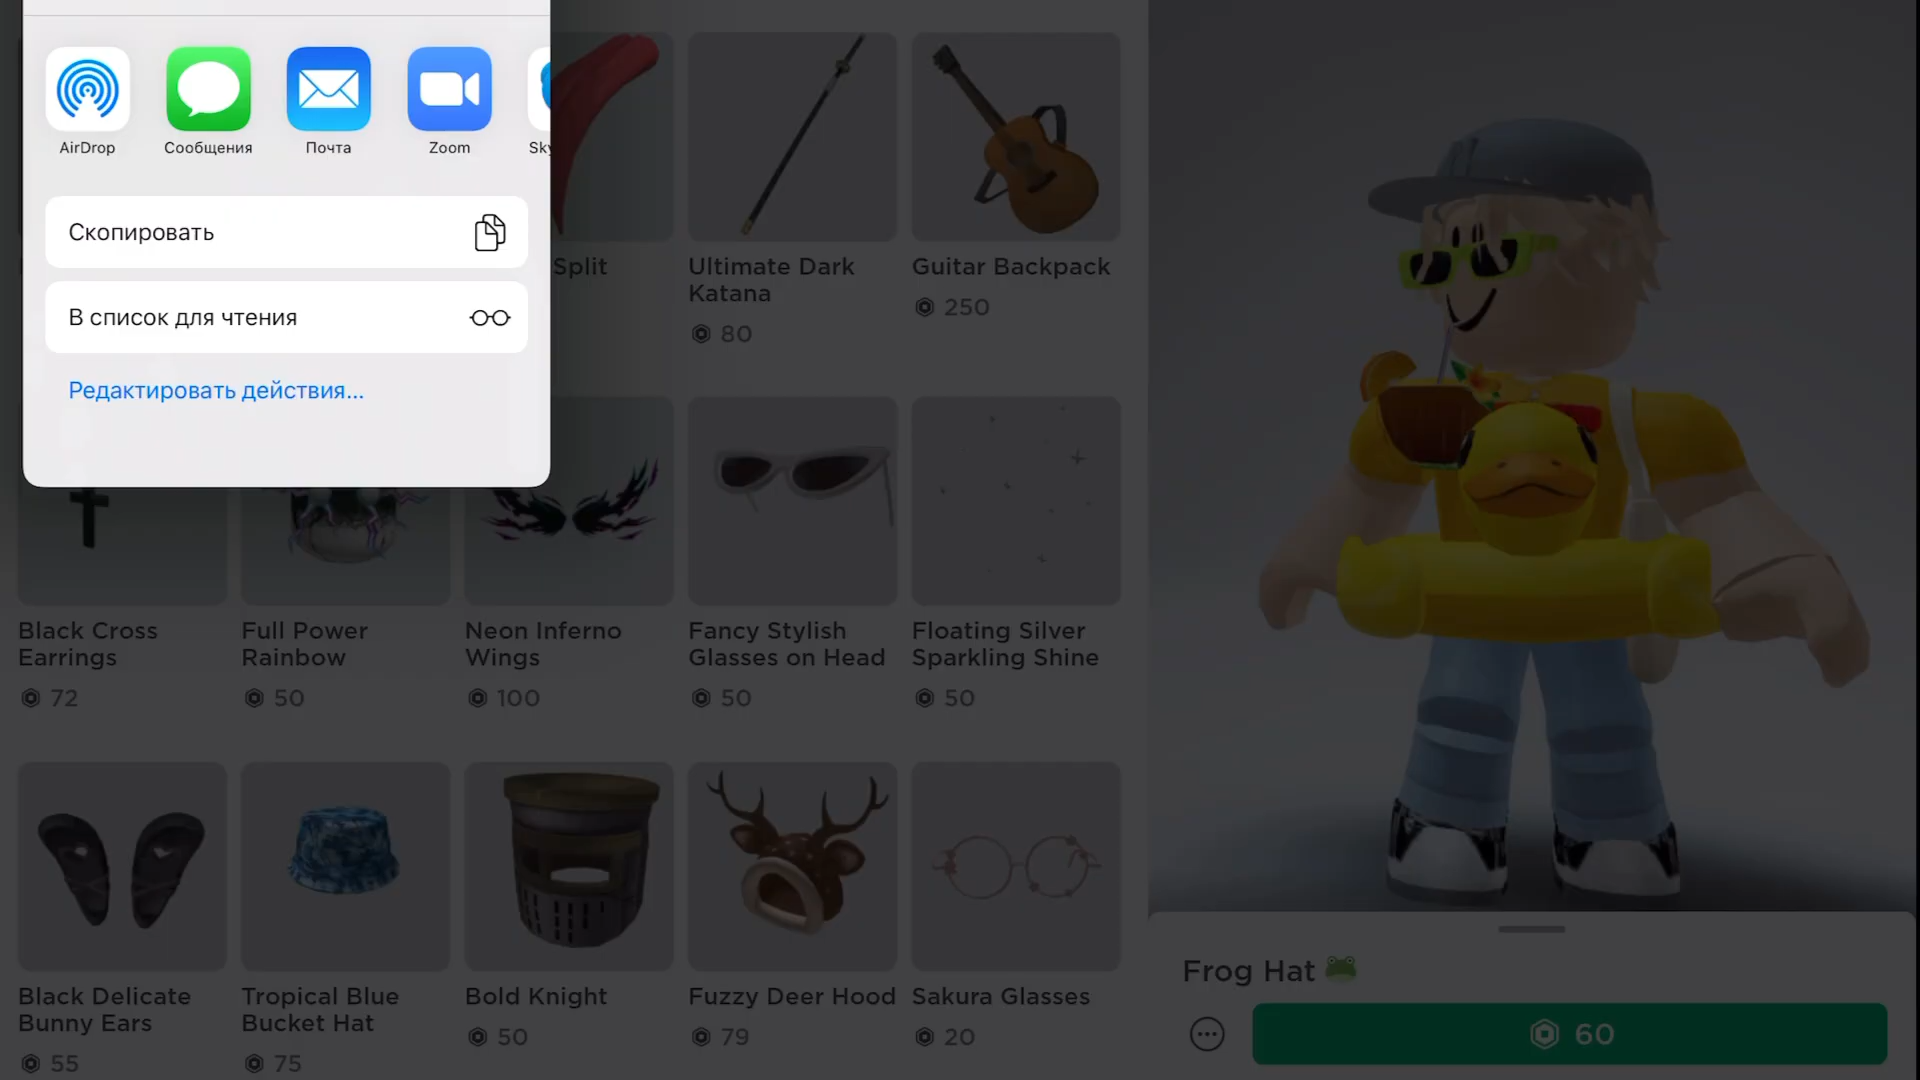 AirDrop
Сообщения
Почта
Zoom
Скопировать
В список для чтения
Редактировать действия...
Split
Ultimate Dark
Katana
80
Guitar Backpack
250
Black Cross
Earrings
72
Full Power
Rainbow
50
Neon Inferno
Wings
100
Fancy Stylish
Glasses on Head
50
Floating Silver
Sparkling Shine
50
Black Delicate
Bunny Ears
55
Tropical Blue
Bucket Hat
75
Bold Knight
50
Fuzzy Deer Hood
79
Sakura Glasses
20
Frog Hat 🐸
60